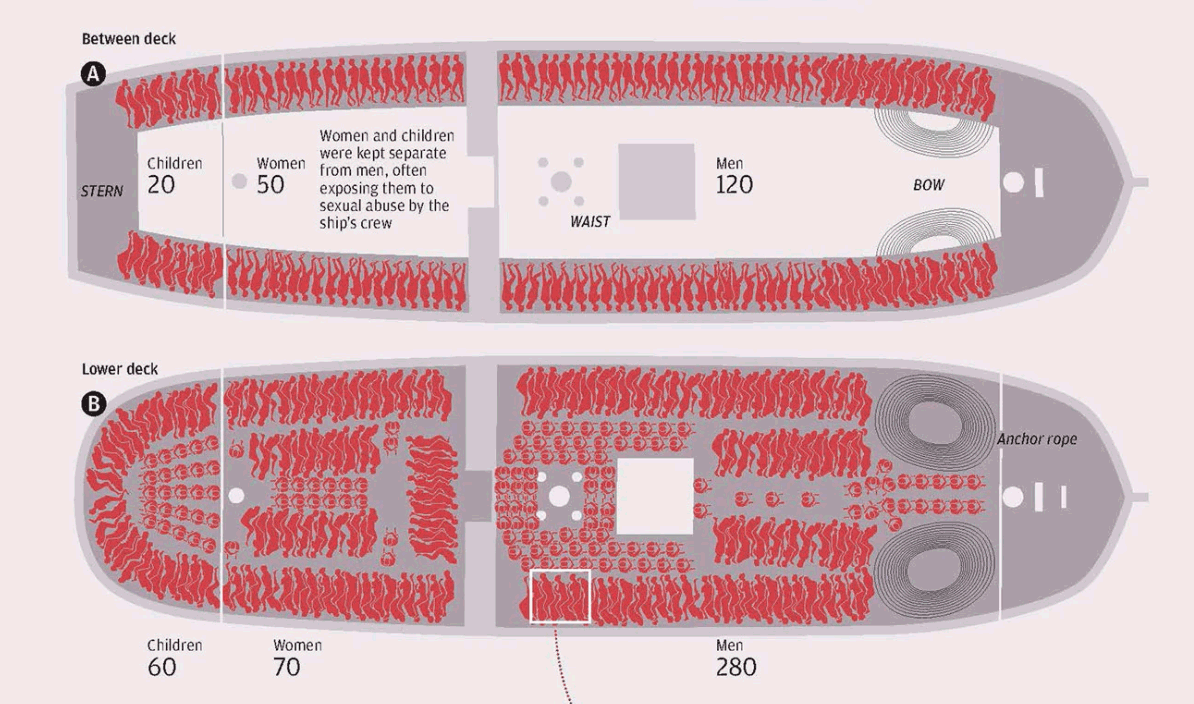 Between deck
A
STERN
Children
20
Women
50
Women and children
were kept separate
from men, often
exposing them to
sexual abuse by the
ship's crew
WAIST
Men
120
BOW
Lower deck
B
Anchor rope
Children
60
Women
70
Men
280